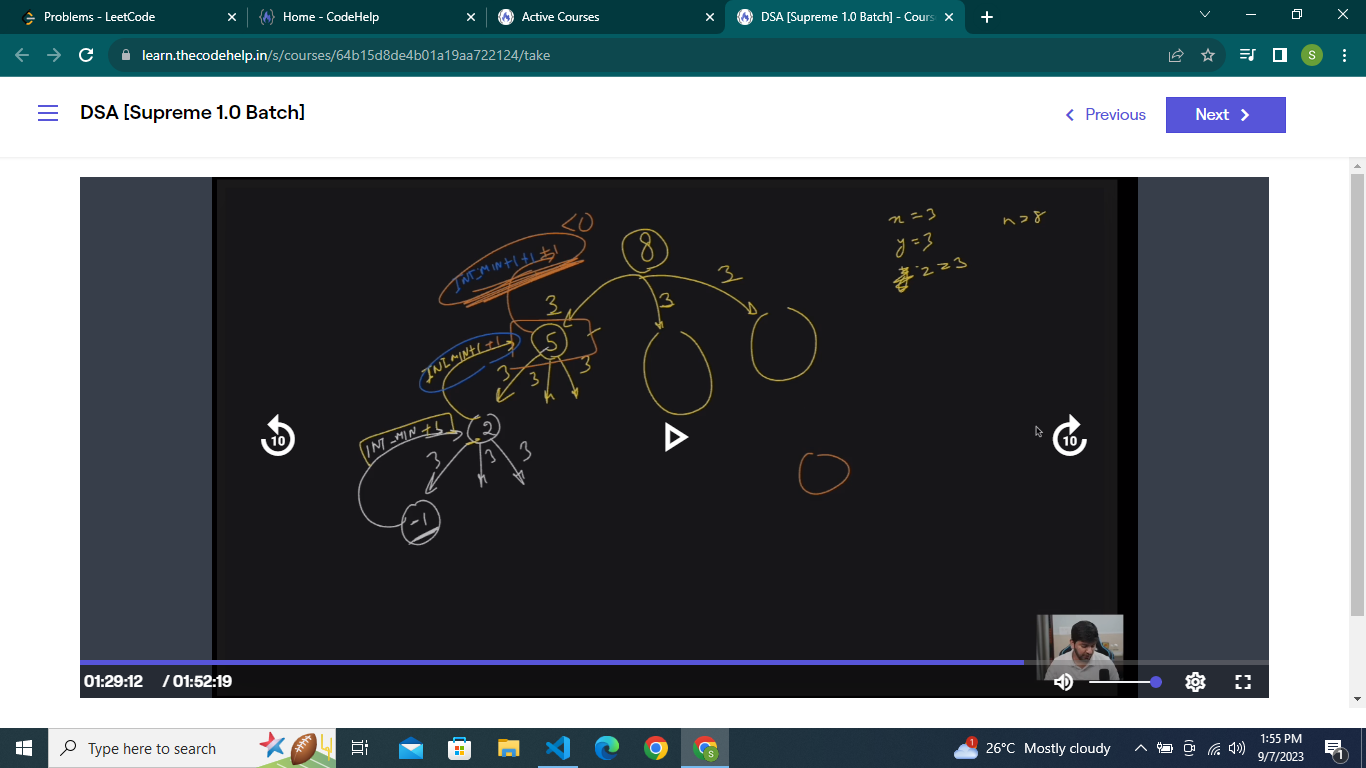 Problems - LeetCode
Home - CodeHelp
Active Courses
DSA [Supreme 1.0 Batch] - Cours
learn.thecodehelp.in/s/courses/64b15d8de4b01a19aa722124/take
S
DSA [Supreme 1.0 Batch]
Previous
Next
<0
x = 3
n = 8
y = 3
z = 3
8
INT_MIN+1+1+1
3
3
3
5
INT_MIN+1+1
3
3
3
2
INT_MIN+1
3
3
3
-1
10
10
01:29:12 / 01:52:19
Type here to search
1
26°C Mostly cloudy
1:55 PM
9/7/2023
1